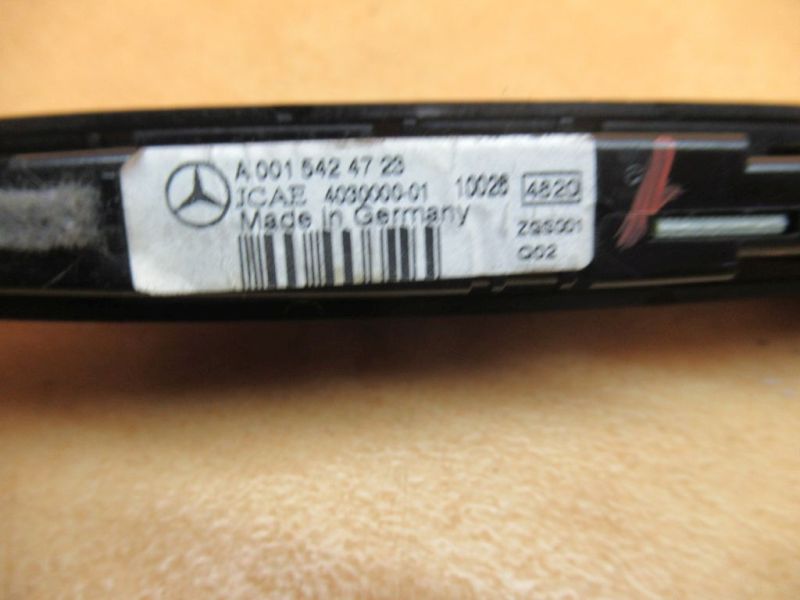 A 001 542 47 23
ICAE 4030000-01 10026 4820
Made in Germany ZGS001
Q02